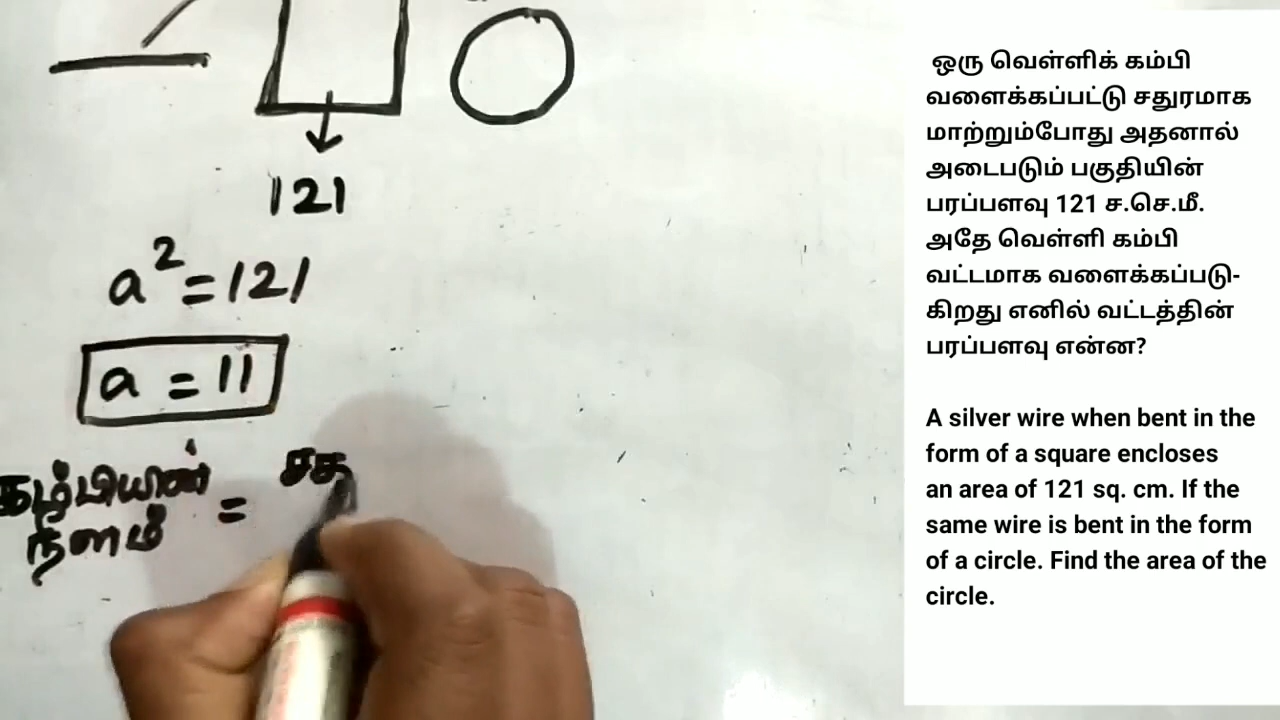 121
a² = 121
a = 11
கம்பியின்
நீளம் = சது
ஒரு வெள்ளிக் கம்பி
வளைக்கப்பட்டு சதுரமாக
மாற்றும்போது அதனால்
அடைபடும் பகுதியின்
பரப்பளவு 121 ச.செ.மீ.
அதே வெள்ளி கம்பி
வட்டமாக வளைக்கப்படு-
கிறது எனில் வட்டத்தின்
பரப்பளவு என்ன?
A silver wire when bent in the
form of a square encloses
an area of 121 sq. cm. If the
same wire is bent in the form
of a circle. Find the area of the
circle.